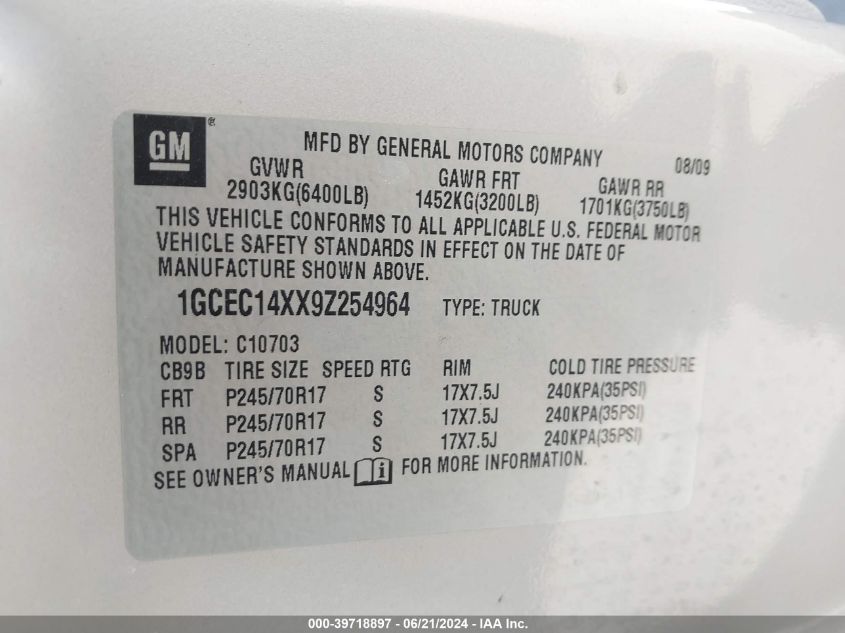 GM®
MFD BY GENERAL MOTORS COMPANY 08/09
GVWR GAWR FRT GAWR RR
2903KG(6400LB) 1452KG(3200LB) 1701KG(3750LB)
THIS VEHICLE CONFORMS TO ALL APPLICABLE U.S. FEDERAL MOTOR
VEHICLE SAFETY STANDARDS IN EFFECT ON THE DATE OF
MANUFACTURE SHOWN ABOVE.
1GCEC14XX9Z254964 TYPE: TRUCK
MODEL: C10703
CB9B TIRE SIZE SPEED RTG RIM COLD TIRE PRESSURE
FRT P245/70R17 S 17X7.5J 240KPA(35PSI)
RR P245/70R17 S 17X7.5J 240KPA(35PSI)
SPA P245/70R17 S 17X7.5J 240KPA(35PSI)
SEE OWNER'S MANUAL i FOR MORE INFORMATION.
000-39718897 - 06/21/2024 - IAA Inc.